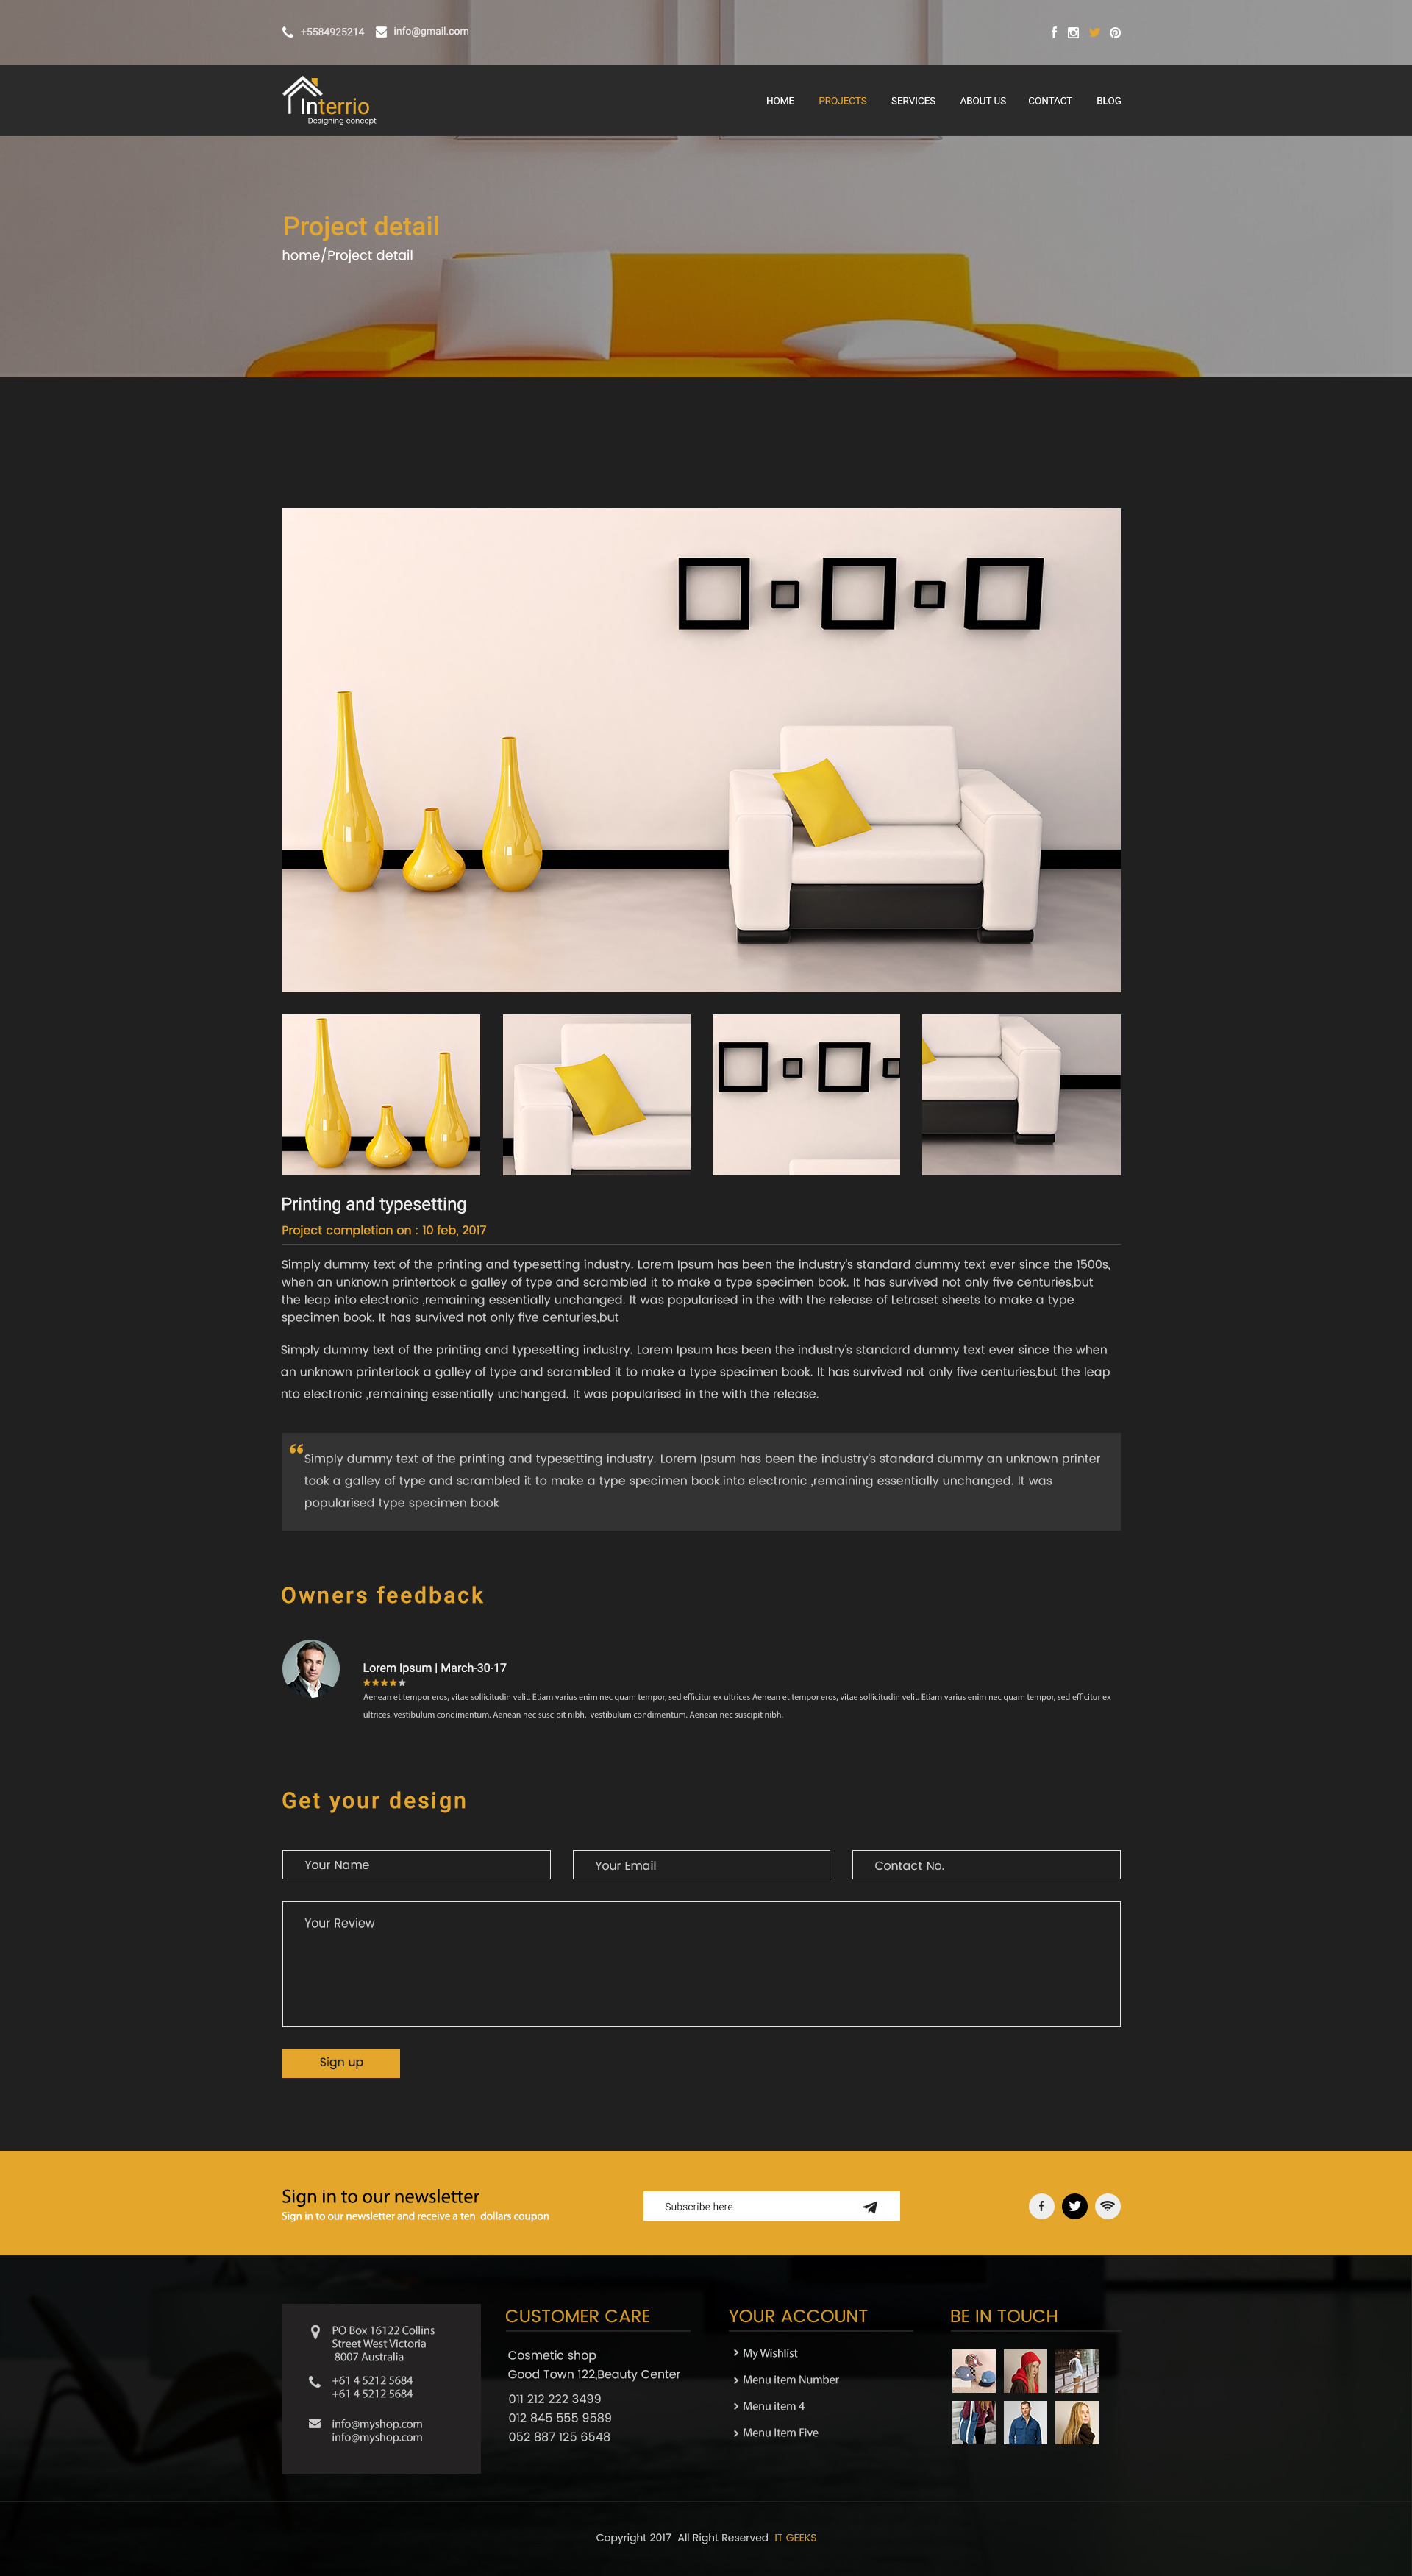 +5584925214 info@gmail.com
Interrio
Designing concept
HOME PROJECTS SERVICES ABOUT US CONTACT BLOG
Project detail
home/Project detail
Printing and typesetting
Project completion on : 10 feb, 2017
Simply dummy text of the printing and typesetting industry. Lorem Ipsum has been the industry's standard dummy text ever since the 1500s,
when an unknown printertook a galley of type and scrambled it to make a type specimen book. It has survived not only five centuries,but
the leap into electronic ,remaining essentially unchanged. It was popularised in the with the release of Letraset sheets to make a type
specimen book. It has survived not only five centuries,but
Simply dummy text of the printing and typesetting industry. Lorem Ipsum has been the industry's standard dummy text ever since the when
an unknown printertook a galley of type and scrambled it to make a type specimen book. It has survived not only five centuries,but the leap
nto electronic ,remaining essentially unchanged. It was popularised in the with the release.
“ Simply dummy text of the printing and typesetting industry. Lorem Ipsum has been the industry's standard dummy an unknown printer
took a galley of type and scrambled it to make a type specimen book.into electronic ,remaining essentially unchanged. It was
popularised type specimen book
Owners feedback
Lorem Ipsum | March-30-17
Aenean et tempor eros, vitae sollicitudin velit. Etiam varius enim nec quam tempor, sed efficitur ex ultrices Aenean et tempor eros, vitae sollicitudin velit. Etiam varius enim nec quam tempor, sed efficitur ex
ultrices. vestibulum condimentum. Aenean nec suscipit nibh. vestibulum condimentum. Aenean nec suscipit nibh.
Get your design
Your Name
Your Email
Contact No.
Your Review
Sign up
Sign in to our newsletter
Sign in to our newsletter and receive a ten dollars coupon
Subscribe here
PO Box 16122 Collins
Street West Victoria
8007 Australia
+61 4 5212 5684
+61 4 5212 5684
info@myshop.com
info@myshop.com
CUSTOMER CARE
Cosmetic shop
Good Town 122,Beauty Center
011 212 222 3499
012 845 555 9589
052 887 125 6548
YOUR ACCOUNT
My Wishlist
Menu item Number
Menu item 4
Menu Item Five
BE IN TOUCH
Copyright 2017 All Right Reserved IT GEEKS